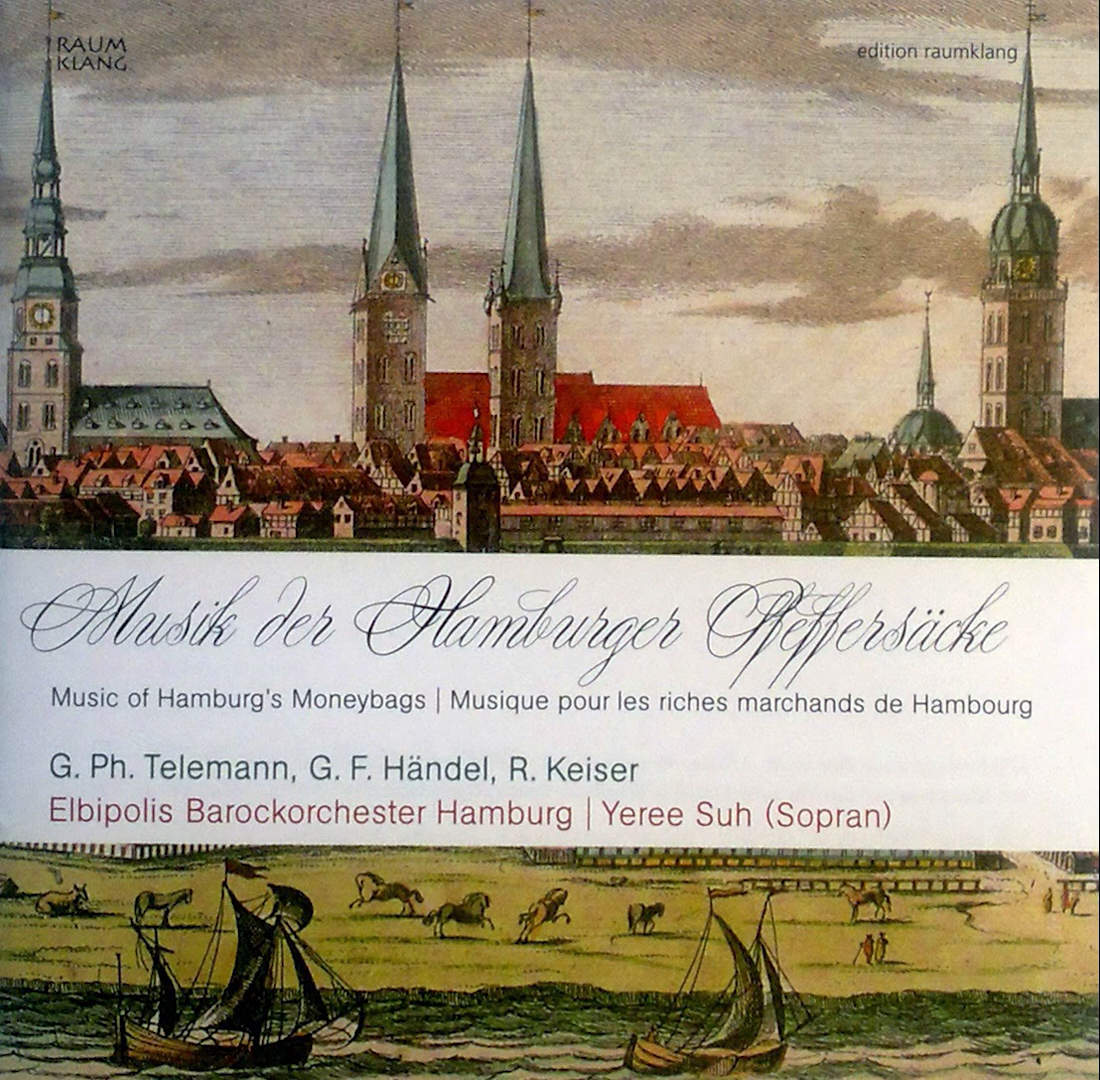 RAUM
KLANG
edition raumklang
Musik der Hamburger Pfeffersäcke
Music of Hamburg's Moneybags | Musique pour les riches marchands de Hambourg
G. Ph. Telemann, G. F. Händel, R. Keiser
Elbipolis Barockorchester Hamburg | Yeree Suh (Sopran)